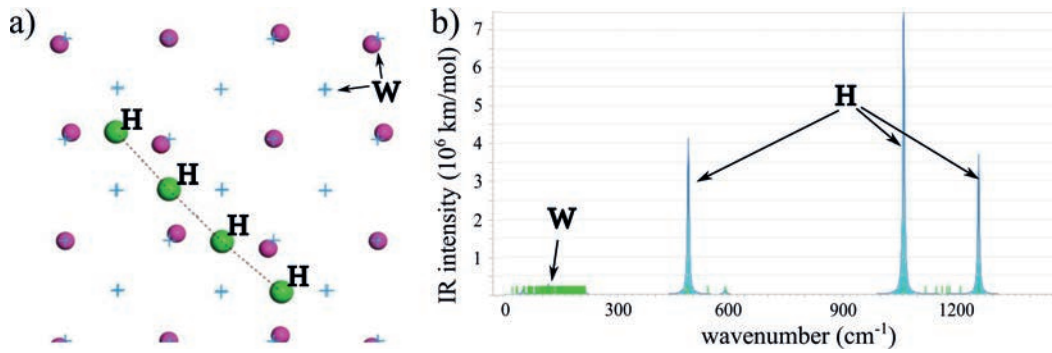 a)
W
H
H
H
H
b)
IR intensity (10⁶ km/mol)
7
6
5
4
3
2
1
H
W
0 300 600 900 1200
wavenumber (cm⁻¹)